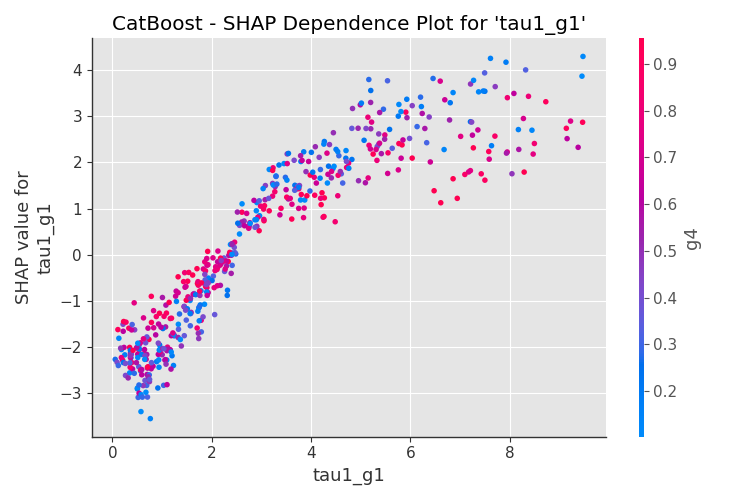 CatBoost - SHAP Dependence Plot for 'tau1_g1'
4
3
2
1
0
−1
−2
−3
SHAP value for
tau1_g1
0 2 4 6 8
tau1_g1
0.9
0.8
0.7
0.6
0.5
0.4
0.3
0.2
g4